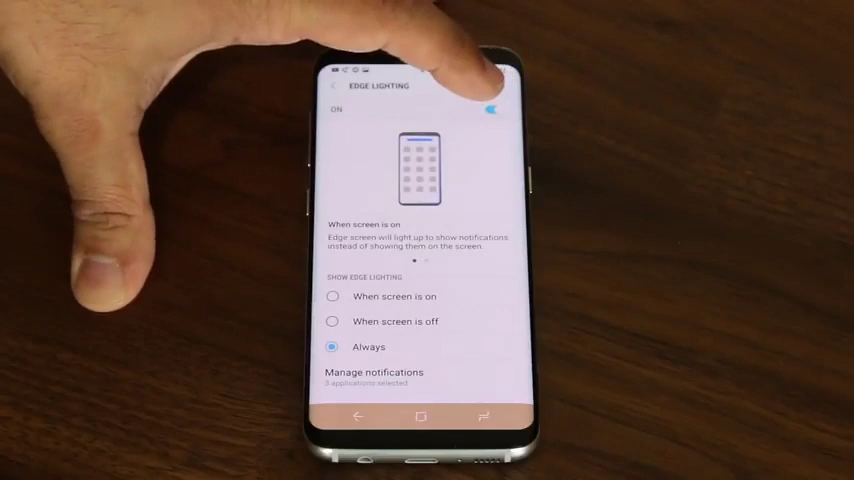 EDGE LIGHTING
ON
When screen is on
Edge screen will light up to show notifications
instead of showing them on the screen.
SHOW EDGE LIGHTING
When screen is on
When screen is off
Always
Manage notifications
3 applications selected